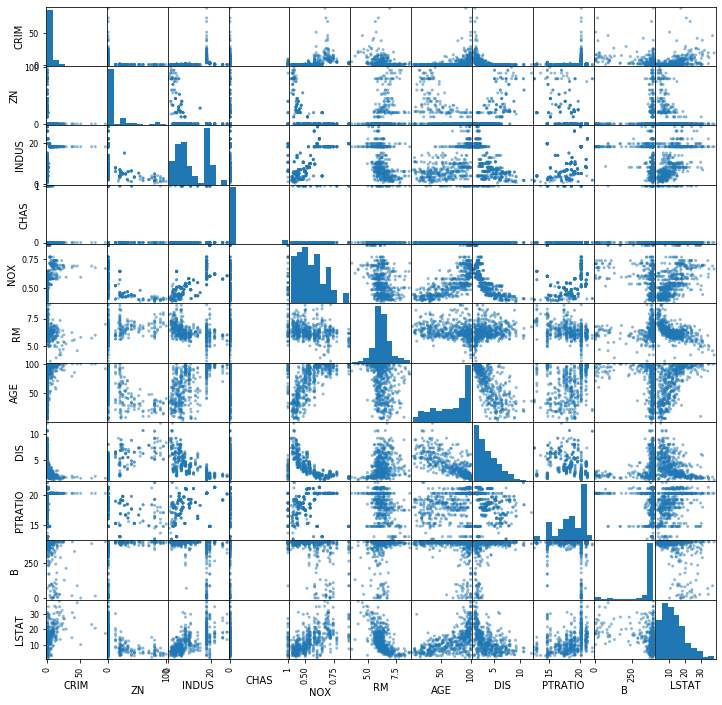 CRIM 50 0
ZN 100 0
INDUS 20 1
CHAS 0
NOX 0.75 0.50
RM 7.5 5.0
AGE 100 50
DIS 10 5
PTRATIO 20 15
B 250 0
LSTAT 30 20 10
0 50 0 100 20 0 1 0.50 0.75 5.0 7.5 50 100 5 10 15 20 0 250 10 20 30
CRIM ZN INDUS CHAS NOX RM AGE DIS PTRATIO B LSTAT